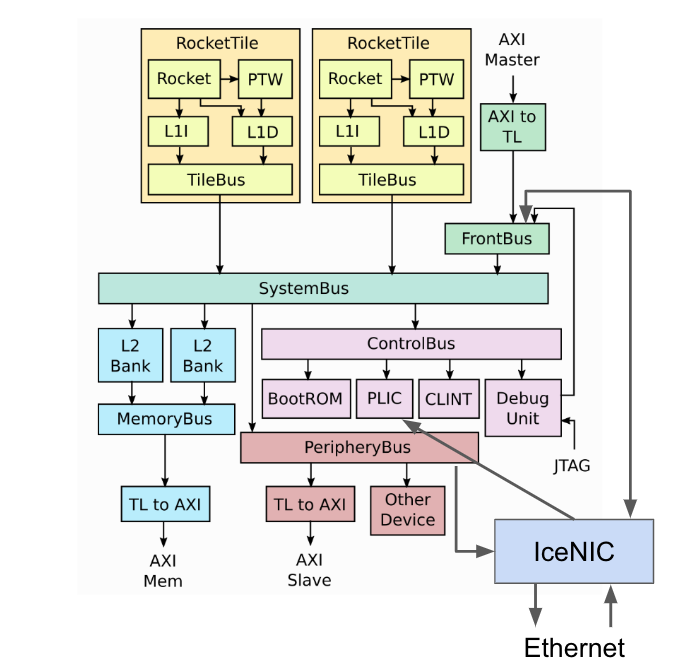 RocketTile
RocketTile
AXI
Master
Rocket
PTW
Rocket
PTW
AXI to
TL
L1I
L1D
L1I
L1D
TileBus
TileBus
FrontBus
SystemBus
L2
Bank
L2
Bank
ControlBus
BootROM
PLIC
CLINT
Debug
Unit
MemoryBus
PeripheryBus
JTAG
TL to AXI
TL to AXI
Other
Device
AXI
Mem
AXI
Slave
IceNIC
Ethernet